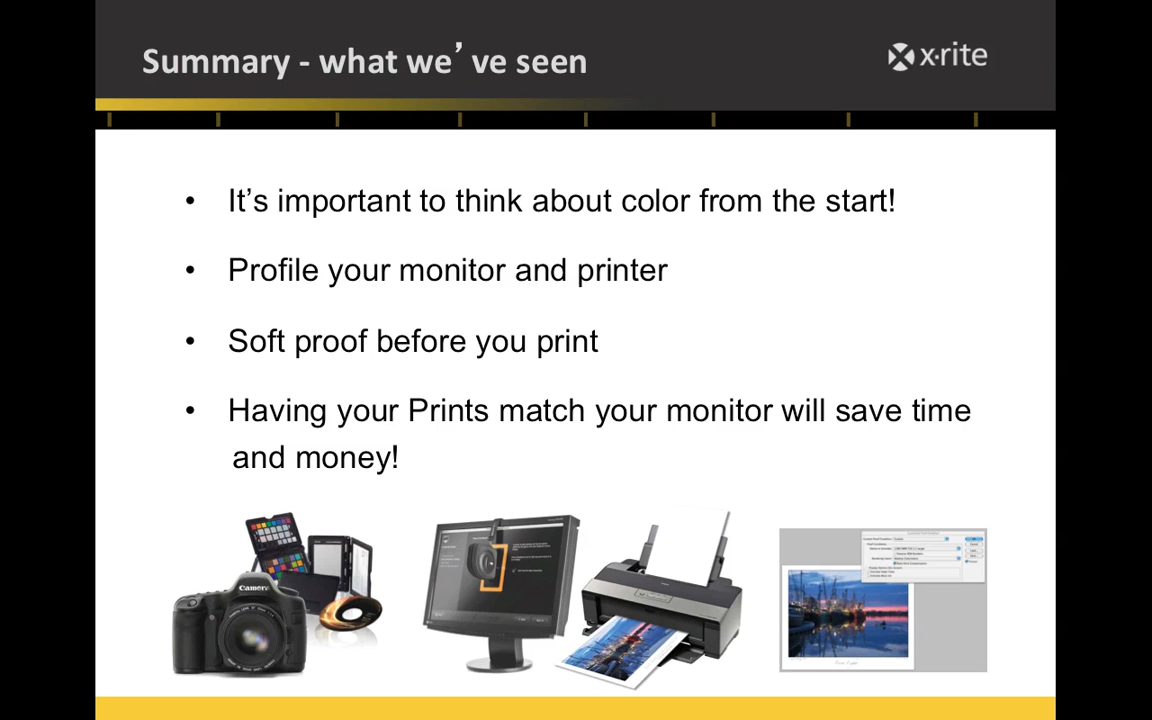 Summary - what we’ve seen
x·rite
• It’s important to think about color from the start!
• Profile your monitor and printer
• Soft proof before you print
• Having your Prints match your monitor will save time
and money!
Camera